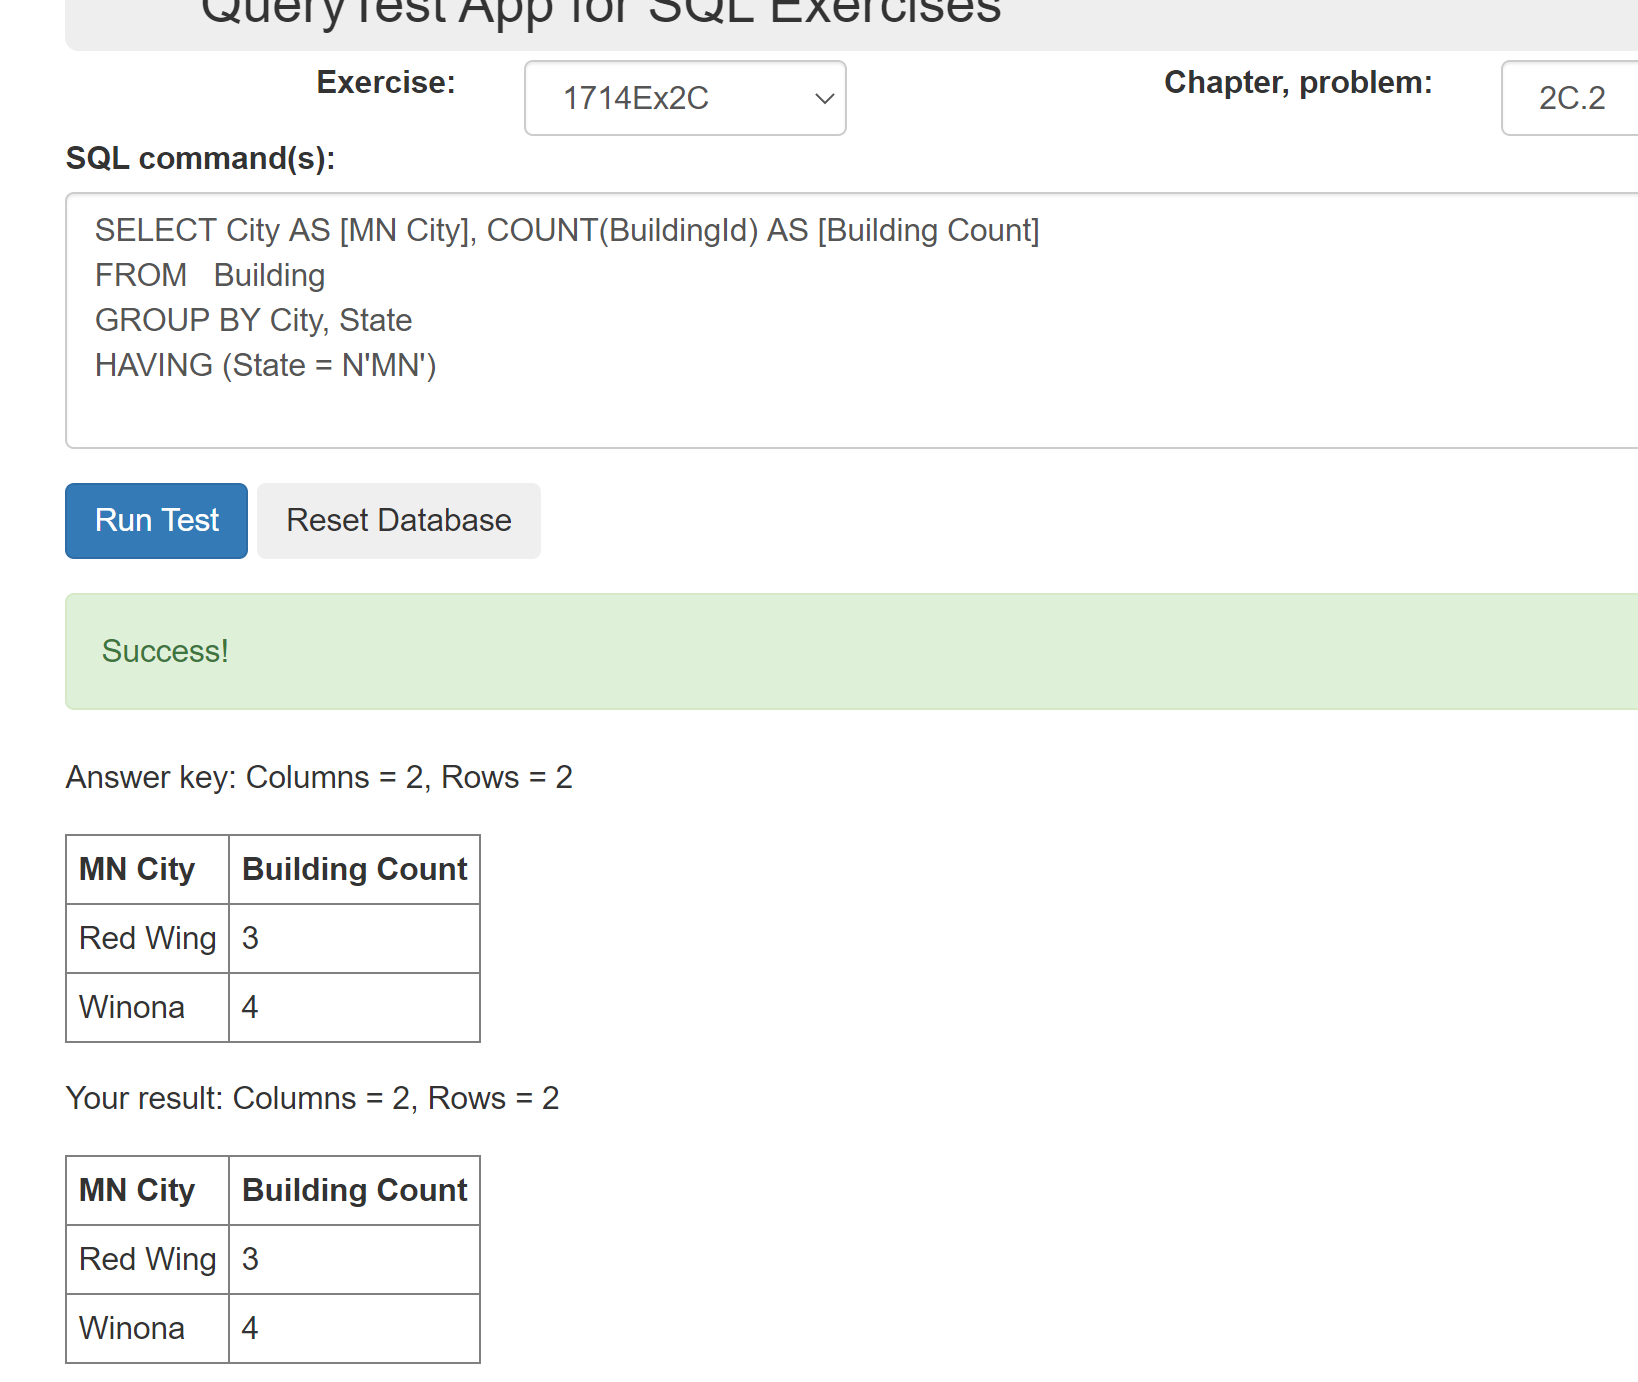 QueryTest App for SQL Exercises
Exercise: 1714Ex2C Chapter, problem: 2C.2
SQL command(s):
SELECT City AS [MN City], COUNT(BuildingId) AS [Building Count]
FROM   Building
GROUP BY City, State
HAVING (State = N'MN')
Run Test Reset Database
Success!
Answer key: Columns = 2, Rows = 2
MN City Building Count
Red Wing 3
Winona 4
Your result: Columns = 2, Rows = 2
MN City Building Count
Red Wing 3
Winona 4